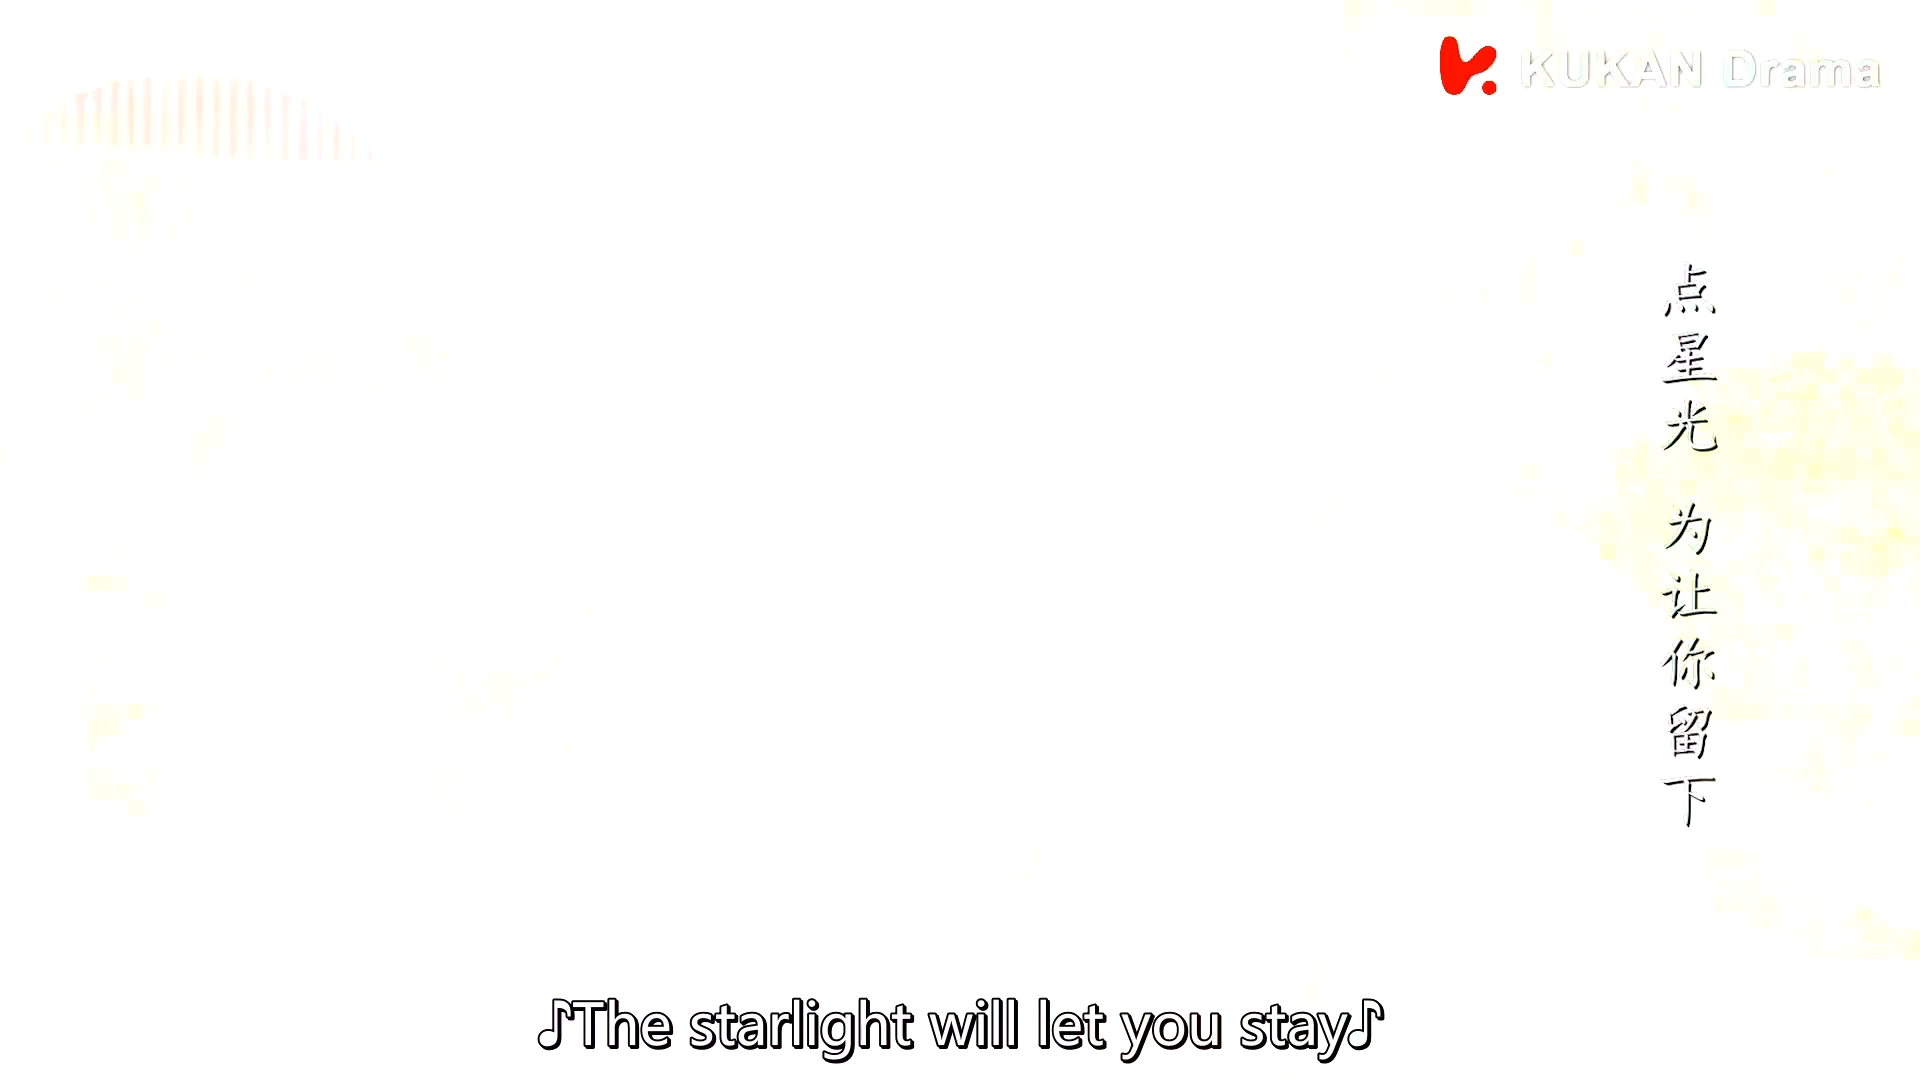 KUKAN Drama
点星光 为让你留下
♪The starlight will let you stay♪